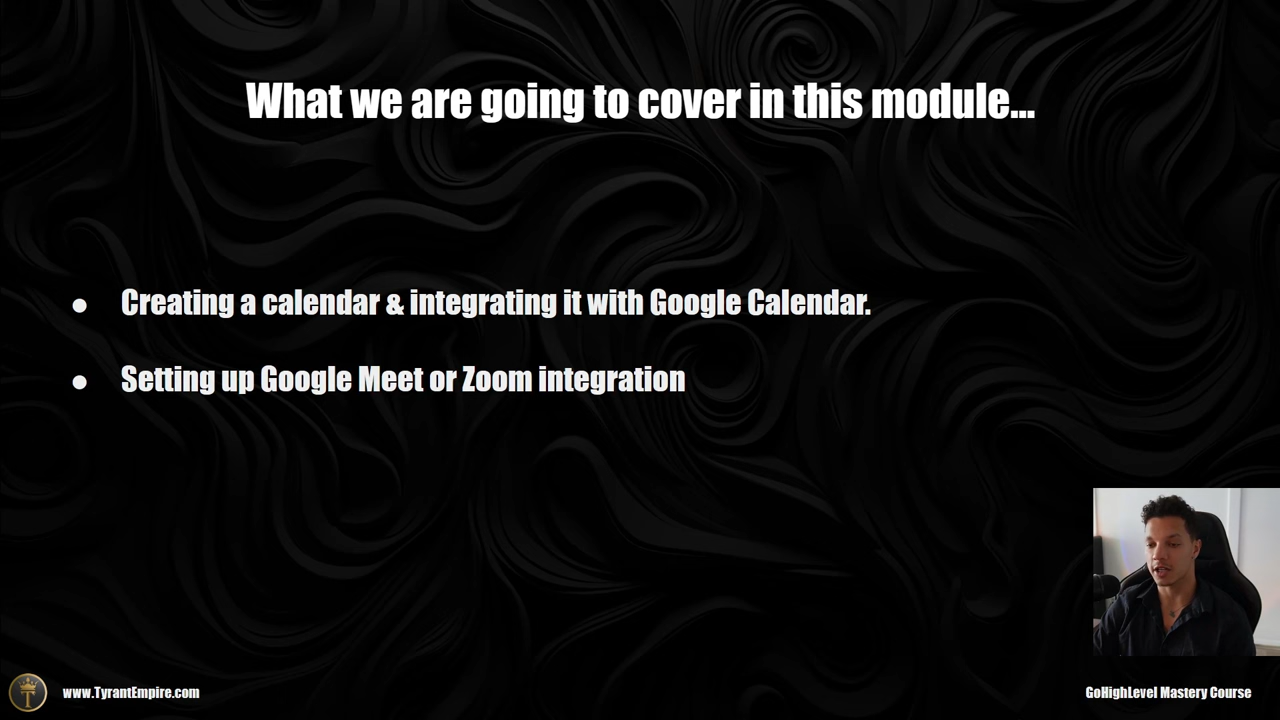 What we are going to cover in this module...
● Creating a calendar & integrating it with Google Calendar.
● Setting up Google Meet or Zoom integration
www.TyrantEmpire.com
GoHighLevel Mastery Course